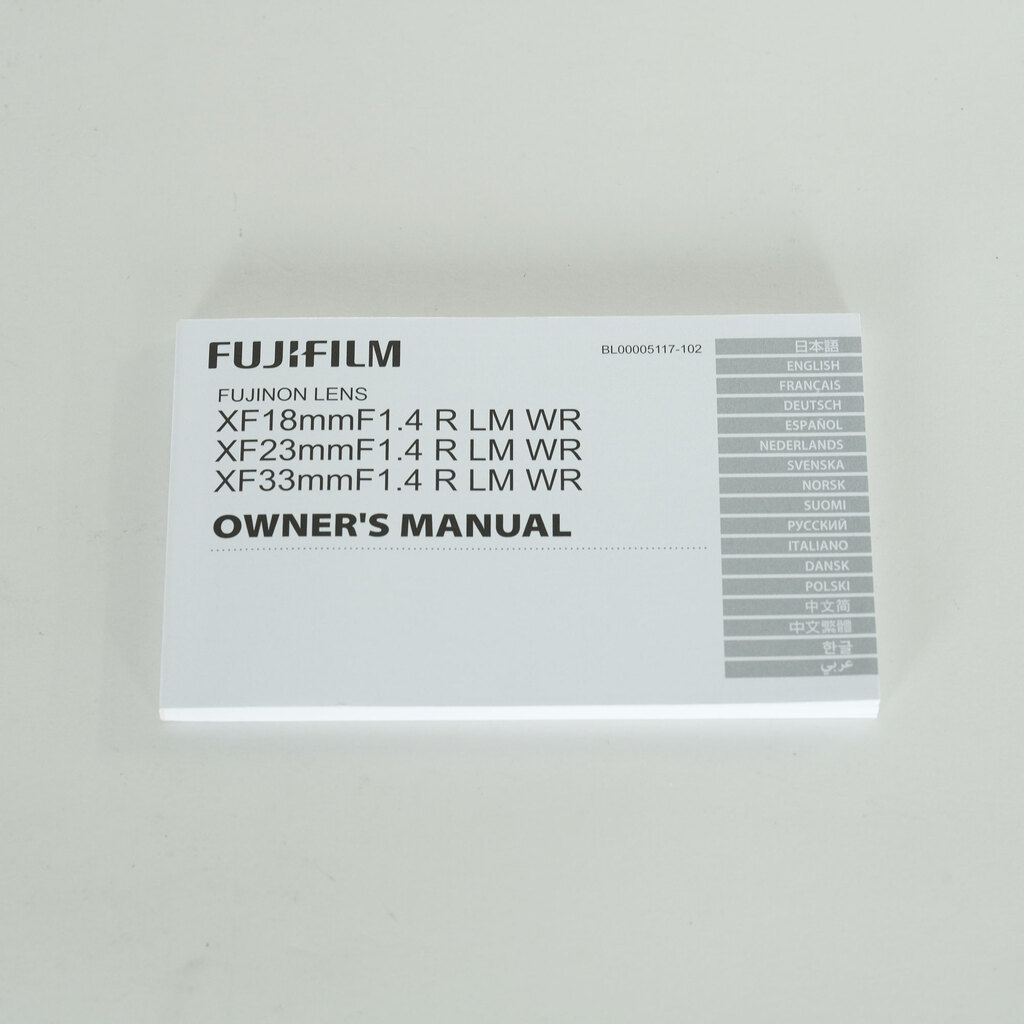 FUJIFILM
BL00005117-102
FUJINON LENS
XF18mmF1.4 R LM WR
XF23mmF1.4 R LM WR
XF33mmF1.4 R LM WR
OWNER'S MANUAL
日本語
ENGLISH
FRANÇAIS
DEUTSCH
ESPAÑOL
NEDERLANDS
SVENSKA
NORSK
SUOMI
РУССКИЙ
ITALIANO
DANSK
POLSKI
中文简
中文繁體
한글
عربي